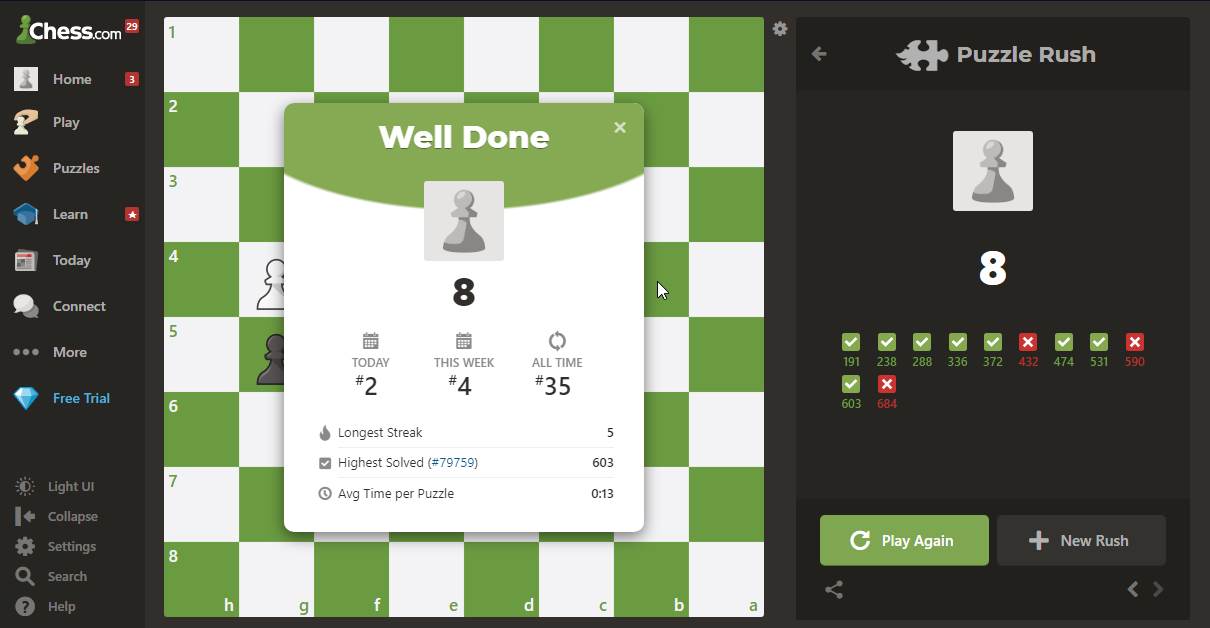 Chess.com 29
Home 3
Play
Puzzles
Learn
Today
Connect
More
Free Trial
Light UI
Collapse
Settings
Search
Help
1
2
3
4
5
6
7
8
h g f e d c b a
Well Done
8
TODAY THIS WEEK ALL TIME
#2 #4 #35
Longest Streak 5
Highest Solved (#79759) 603
Avg Time per Puzzle 0:13
Puzzle Rush
8
191 238 288 336 372 432 474 531 590
603 684
Play Again New Rush